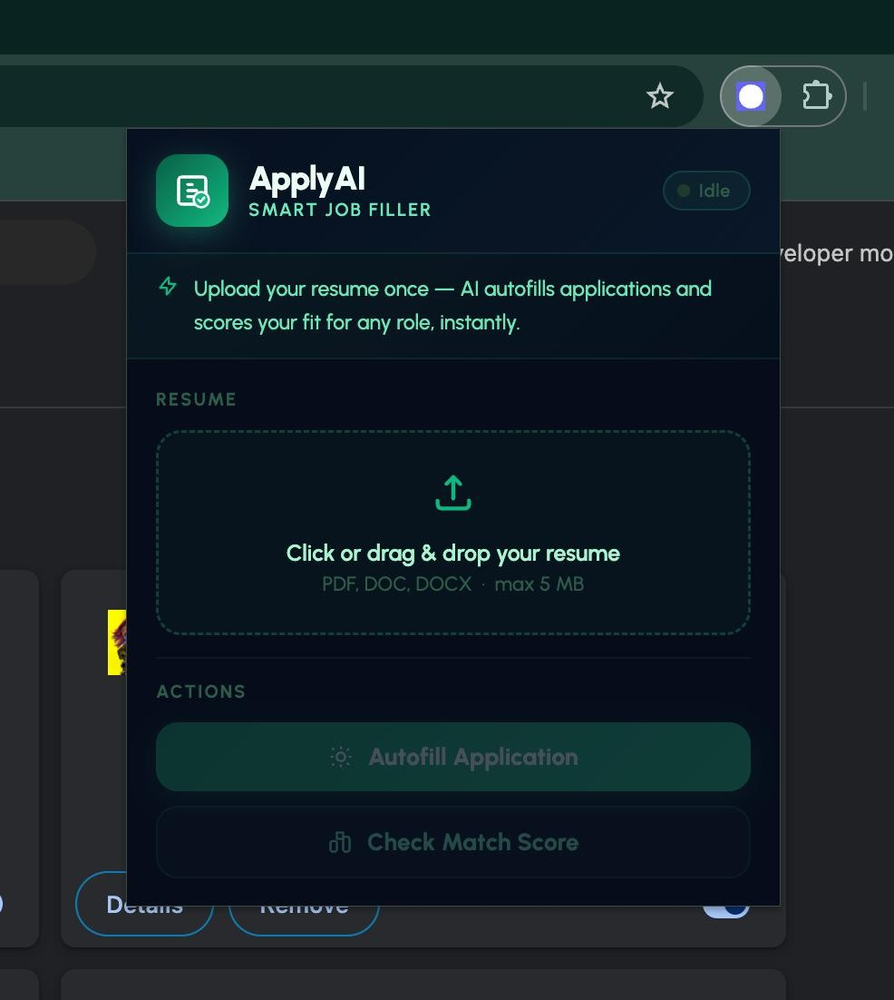 ApplyAI
SMART JOB FILLER
Idle
veloper mo
Upload your resume once — AI autofills applications and
scores your fit for any role, instantly.
RESUME
Click or drag & drop your resume
PDF, DOC, DOCX · max 5 MB
ACTIONS
Autofill Application
Check Match Score
Details
Remove